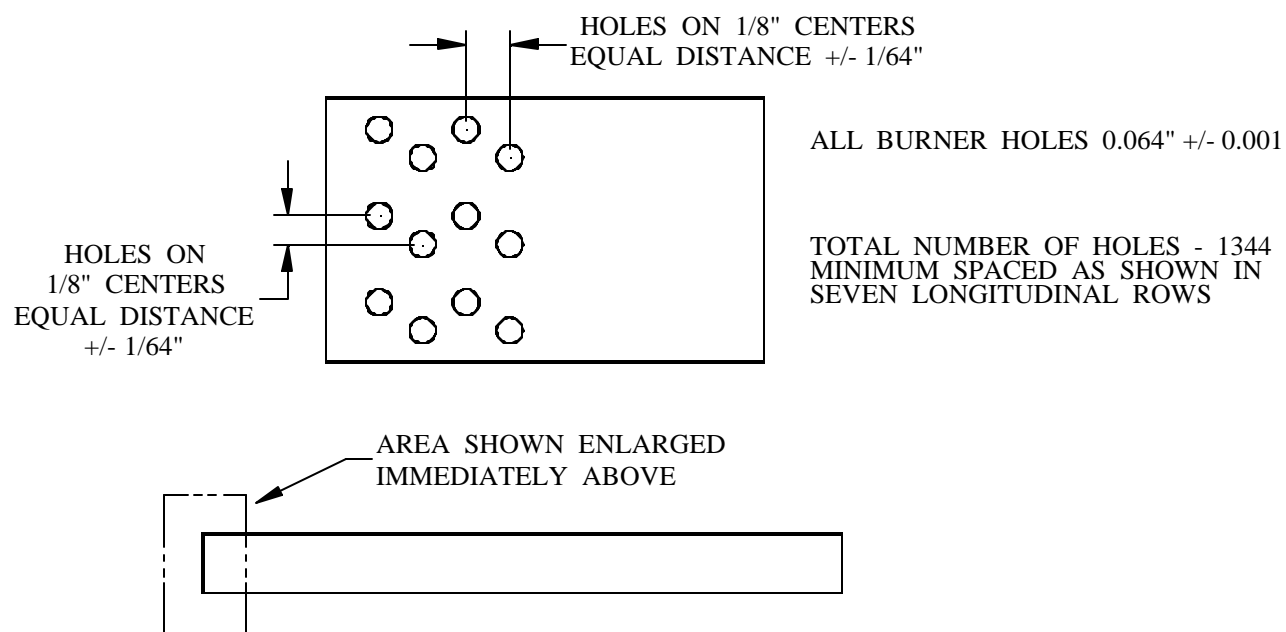 HOLES ON 1/8" CENTERS
EQUAL DISTANCE +/- 1/64"
ALL BURNER HOLES 0.064" +/- 0.001
HOLES ON
1/8" CENTERS
EQUAL DISTANCE
+/- 1/64"
TOTAL NUMBER OF HOLES - 1344
MINIMUM SPACED AS SHOWN IN
SEVEN LONGITUDINAL ROWS
AREA SHOWN ENLARGED
IMMEDIATELY ABOVE